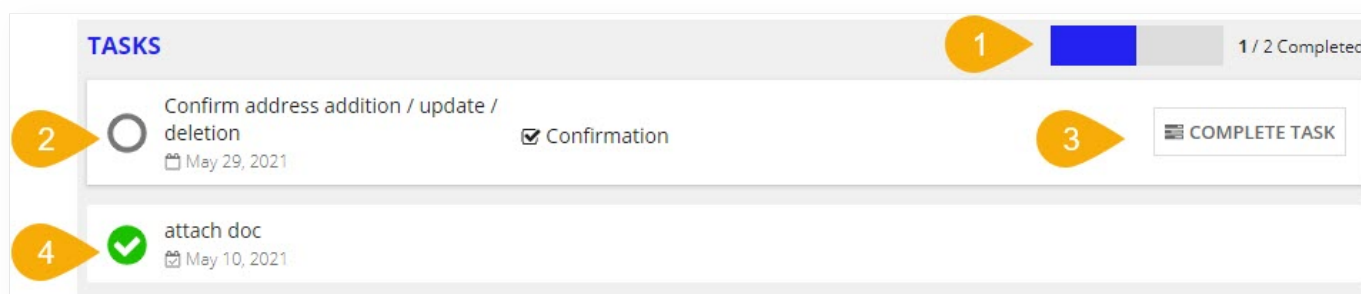 TASKS
1
1 / 2 Completed
2
Confirm address addition / update /
deletion
May 29, 2021
Confirmation
3
COMPLETE TASK
4
attach doc
May 10, 2021